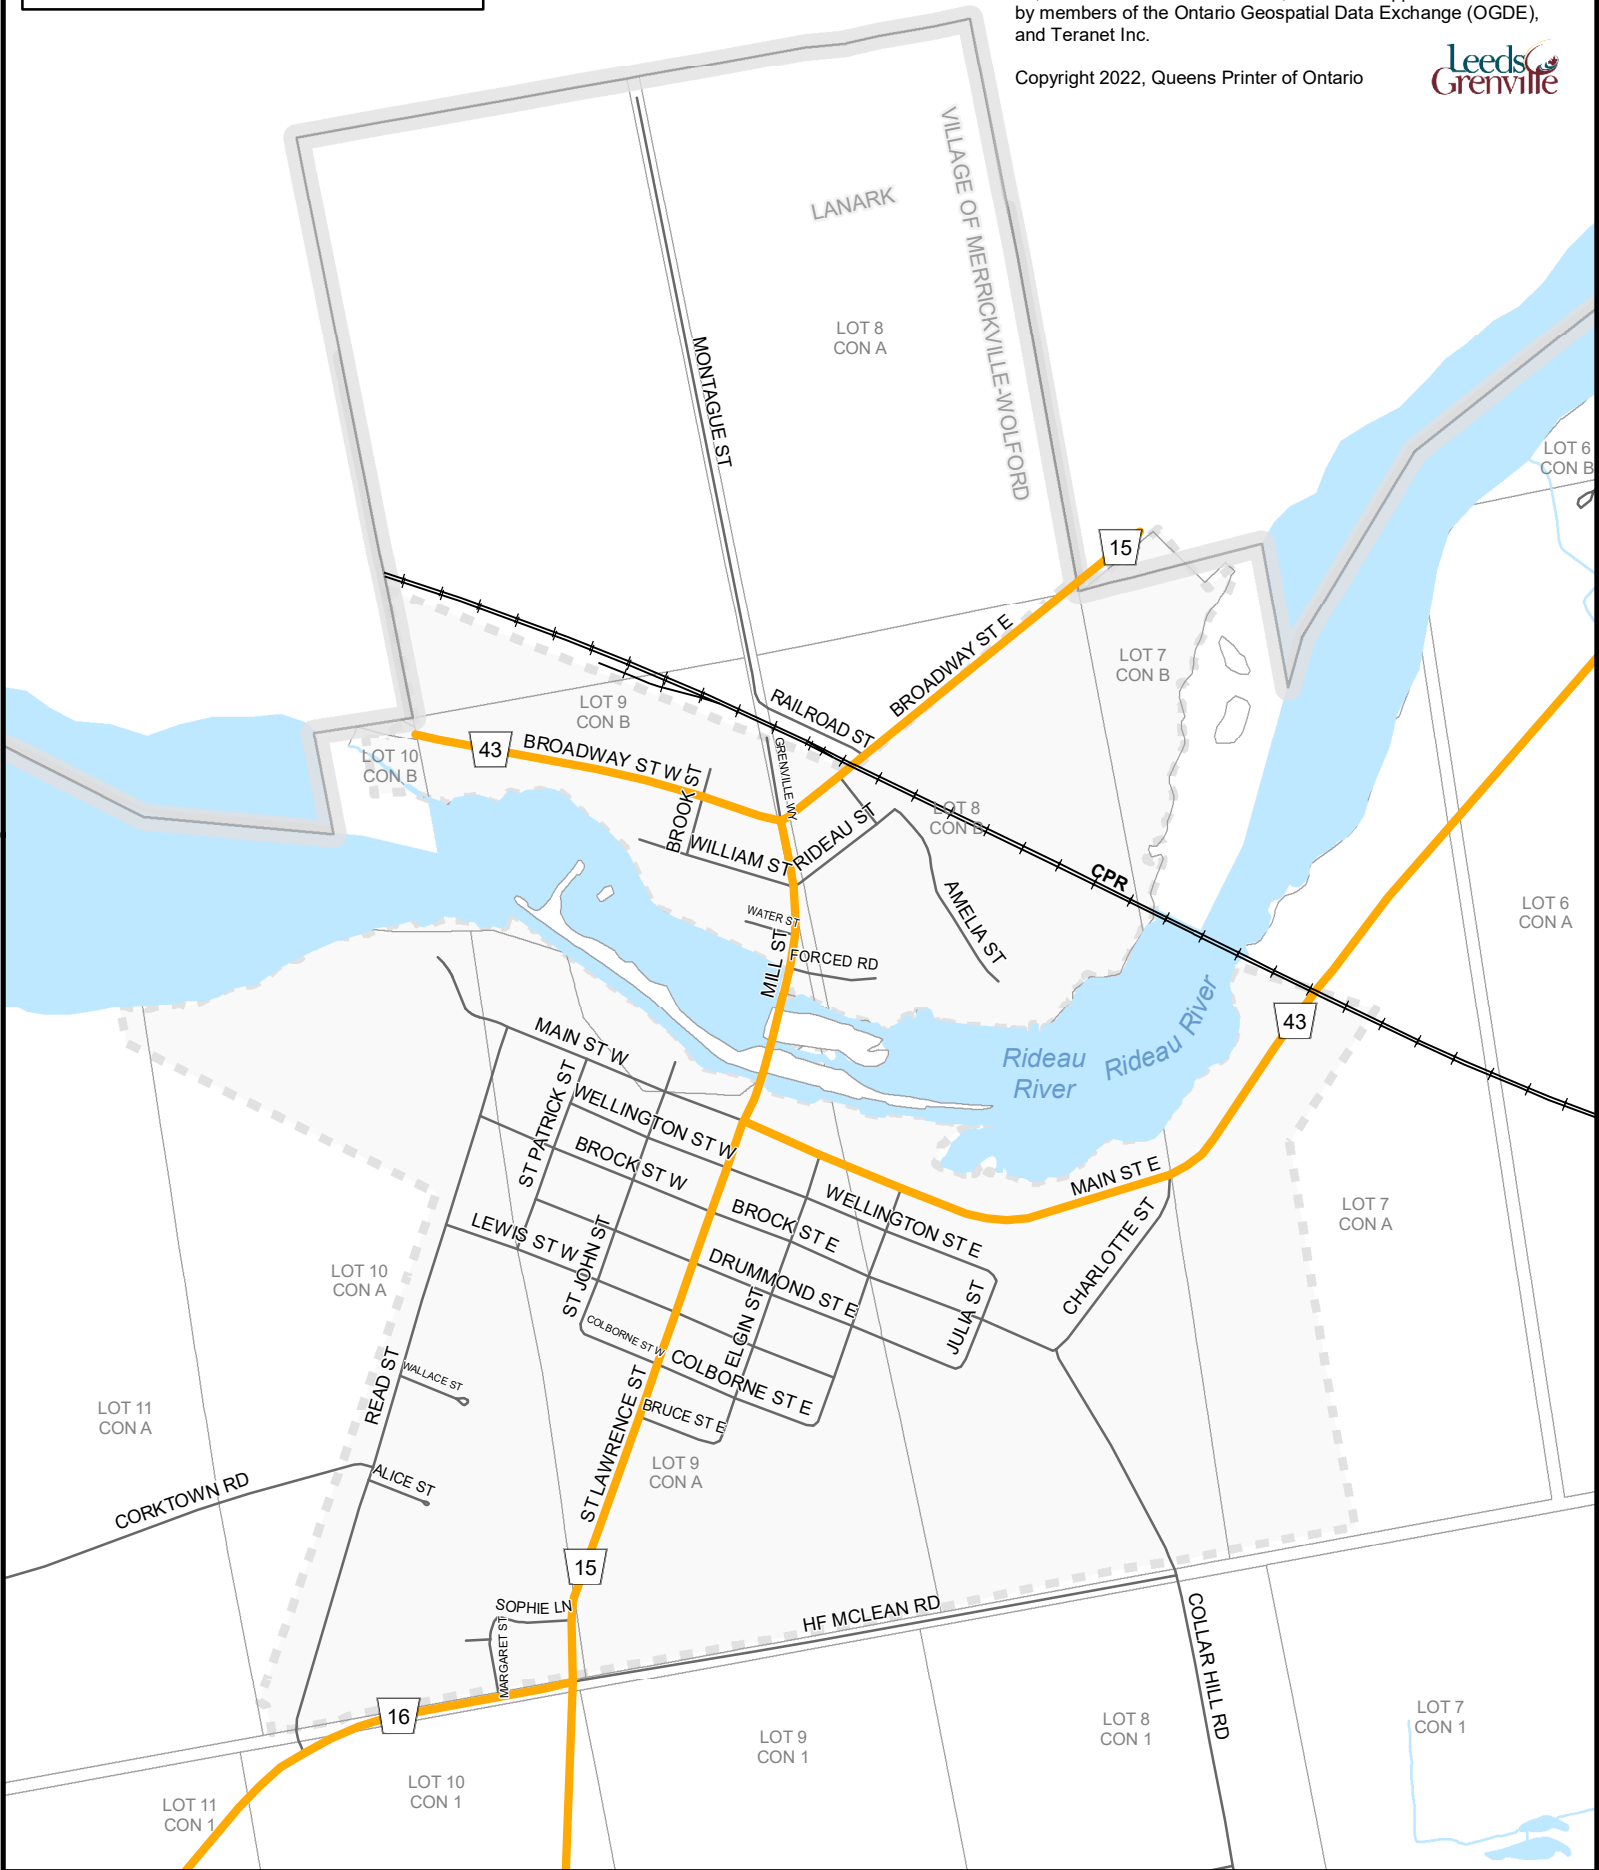 by members of the Ontario Geospatial Data Exchange (OGDE),
and Teranet Inc.
Copyright 2022, Queens Printer of Ontario
Leeds
Grenville
VILLAGE OF MERRICKVILLE-WOLFORD
LANARK
LOT 8
CON A
MONTAGUE ST
LOT 6
CON B
15
BROADWAY ST E
LOT 7
CON B
LOT 9
CON B
RAILROAD ST
43
BROADWAY ST W
LOT 10
CON B
GRENVILLE WY
BROOK ST
LOT 8
CON B
RIDEAU ST
WILLIAM ST
CPR
AMELIA ST
LOT 6
CON A
WATER ST
MILL ST
FORCED RD
Rideau River
43
MAIN ST W
Rideau
River
ST PATRICK ST
WELLINGTON ST W
BROCK ST W
MAIN ST E
WELLINGTON ST E
BROCK ST E
LOT 7
CON A
LEWIS ST W
ST JOHN ST
CHARLOTTE ST
DRUMMOND ST E
LOT 10
CON A
JULIA ST
ELGIN ST
COLBORNE ST W
COLBORNE ST E
READ ST
WALLACE ST
LOT 11
CON A
BRUCE ST E
ST LAWRENCE ST
LOT 9
CON A
ALICE ST
CORKTOWN RD
15
SOPHIE LN
HF MCLEAN RD
MARGARET ST
COLLAR HILL RD
16
LOT 7
CON 1
LOT 8
CON 1
LOT 9
CON 1
LOT 10
CON 1
LOT 11
CON 1